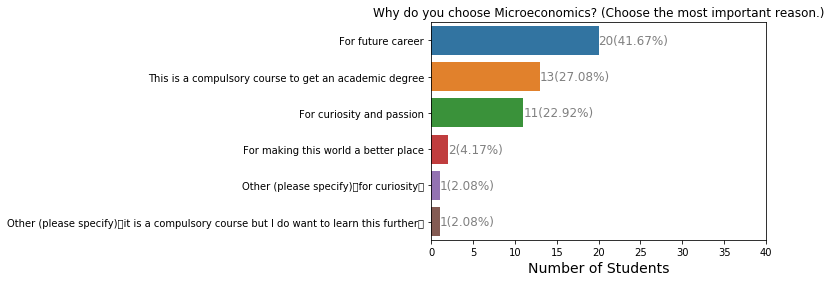 Why do you choose Microeconomics? (Choose the most important reason.)
For future career
20(41.67%)
This is a compulsory course to get an academic degree
13(27.08%)
For curiosity and passion
11(22.92%)
For making this world a better place
2(4.17%)
Other (please specify)▯for curiosity▯
1(2.08%)
Other (please specify)▯it is a compulsory course but I do want to learn this further▯
1(2.08%)
0 5 10 15 20 25 30 35 40
Number of Students